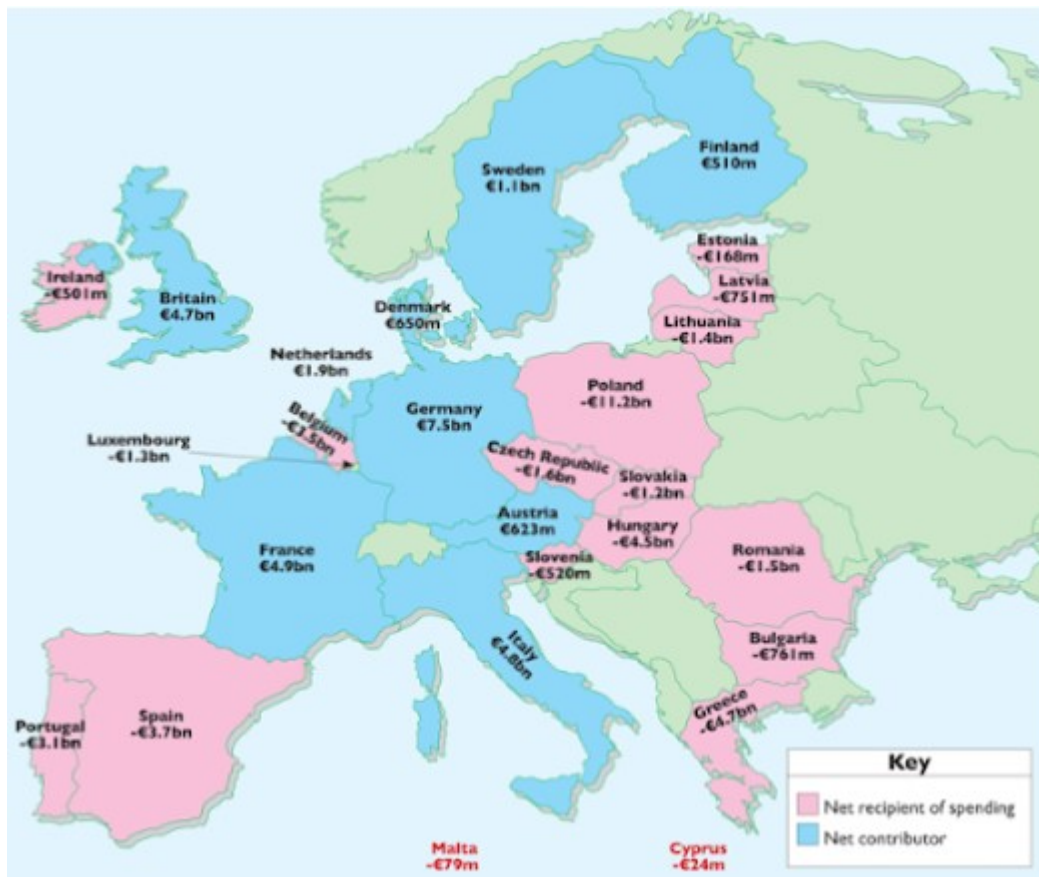 Finland
€510m
Sweden
€1.1bn
Estonia
-€168m
Latvia
-€751m
Lithuania
-€1.4bn
Ireland
-€501m
Britain
€4.7bn
Denmark
€650m
Netherlands
€1.9bn
Belgium
-€3.5bn
Luxembourg
-€1.3bn
Germany
€7.5bn
Poland
-€11.2bn
Czech Republic
-€1.6bn
Slovakia
-€1.2bn
Austria
€623m
Hungary
-€4.5bn
Slovenia
-€520m
France
€4.9bn
Romania
-€1.5bn
Bulgaria
-€761m
Italy
€4.8bn
Greece
-€4.7bn
Portugal
-€3.1bn
Spain
-€3.7bn
Malta
-€79m
Cyprus
-€24m
Key
Net recipient of spending
Net contributor